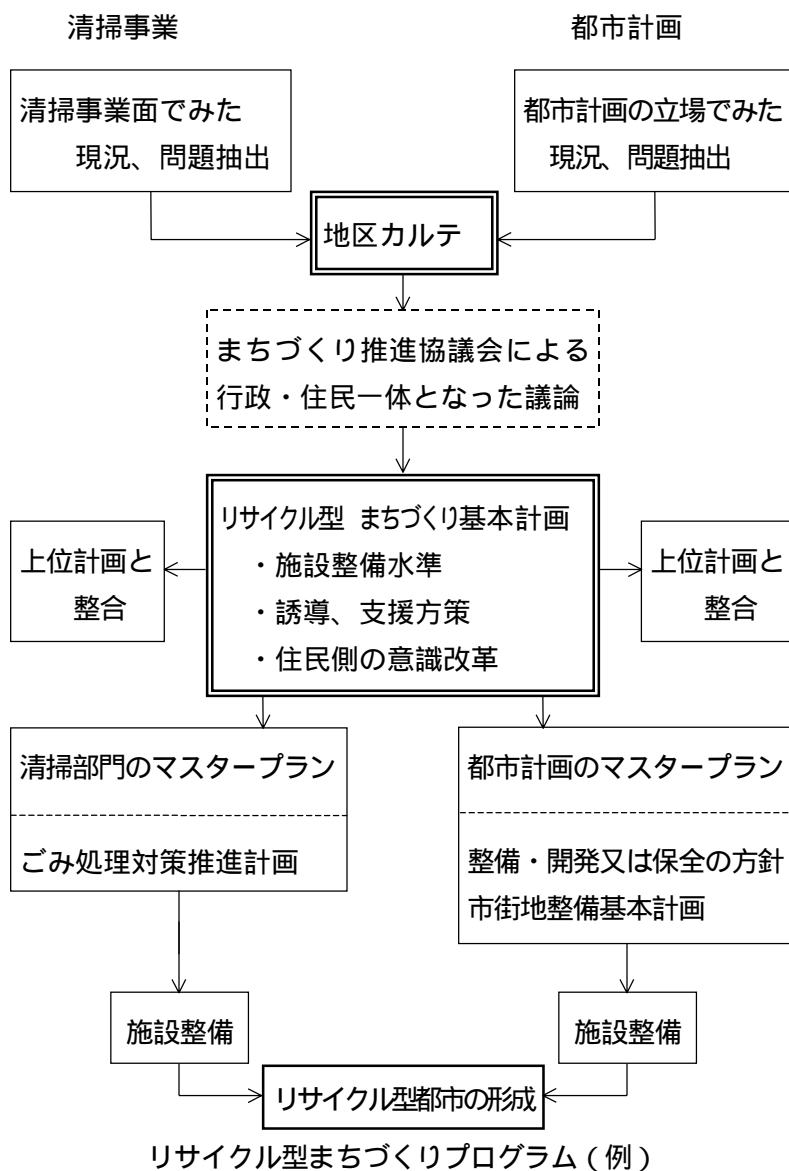 清掃事業
都市計画
清掃事業面でみた
現況、問題抽出
都市計画の立場でみた
現況、問題抽出
地区カルテ
まちづくり推進協議会による
行政・住民一体となった議論
リサイクル型 まちづくり基本計画
・施設整備水準
・誘導、支援方策
・住民側の意識改革
上位計画と
整合
上位計画と
整合
清掃部門のマスタープラン
ごみ処理対策推進計画
都市計画のマスタープラン
整備・開発又は保全の方針
市街地整備基本計画
施設整備
施設整備
リサイクル型都市の形成
リサイクル型まちづくりプログラム(例)